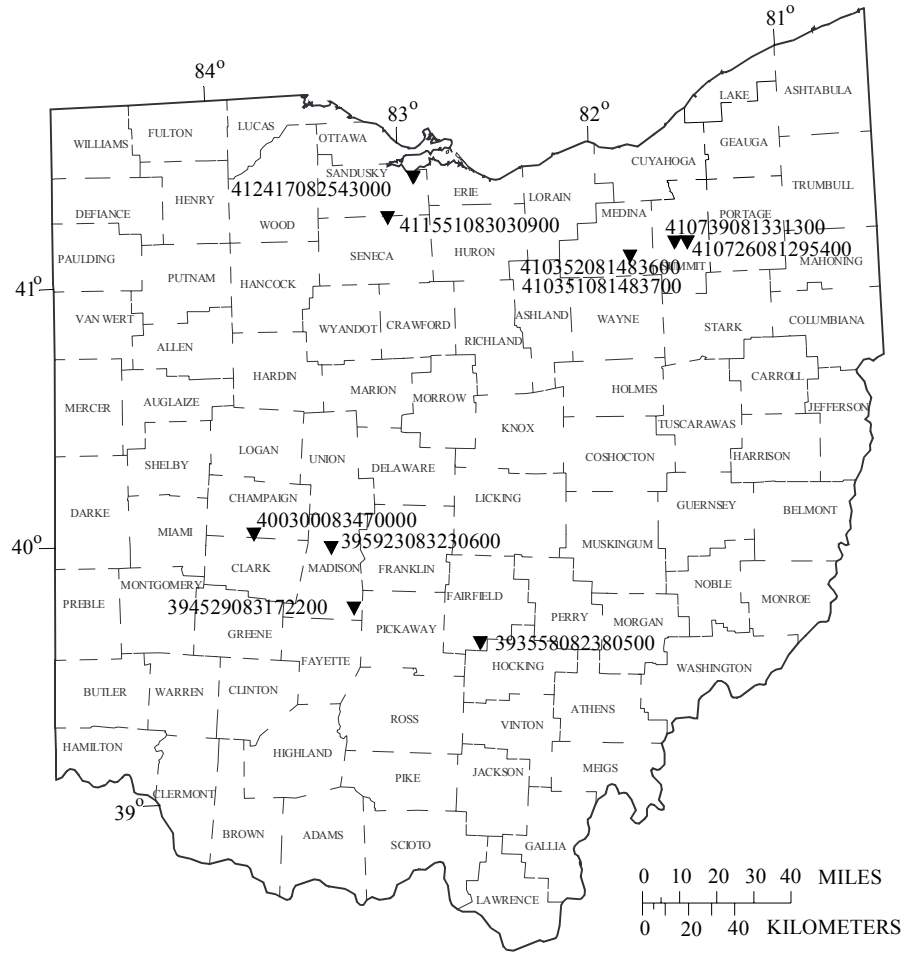 81°
84°
LAKE
ASHTABULA
83°
82°
LUCAS
FULTON
WILLIAMS
OTTAWA
GEAUGA
CUYAHOGA
SANDUSKY
412417082543000
ERIE
LORAIN
TRUMBULL
HENRY
DEFIANCE
WOOD
MEDINA
PORTAGE
411551083030900
410739081331300
SENECA
HURON
410726081295400
PAULDING
PUTNAM
HANCOCK
410352081483600
SUMMIT
MAHONING
410351081483700
41°
VAN WERT
WYANDOT
CRAWFORD
ASHLAND
WAYNE
STARK
COLUMBIANA
RICHLAND
ALLEN
HARDIN
MARION
HOLMES
CARROLL
MERCER
AUGLAIZE
MORROW
JEFFERSON
KNOX
TUSCARAWAS
LOGAN
UNION
COSHOCTON
HARRISON
SHELBY
DELAWARE
CHAMPAIGN
LICKING
GUERNSEY
BELMONT
DARKE
400300083470000
MIAMI
395923083230600
40°
MUSKINGUM
CLARK
MADISON
FRANKLIN
MONTGOMERY
NOBLE
PREBLE
FAIRFIELD
MONROE
394529083172200
PERRY
MORGAN
GREENE
PICKAWAY
393558082380500
FAYETTE
HOCKING
WASHINGTON
BUTLER
WARREN
CLINTON
ATHENS
ROSS
VINTON
HAMILTON
HIGHLAND
JACKSON
MEIGS
PIKE
CLERMONT
39°
BROWN
ADAMS
SCIOTO
GALLIA
LAWRENCE
0 10 20 30 40 MILES
0 20 40 KILOMETERS